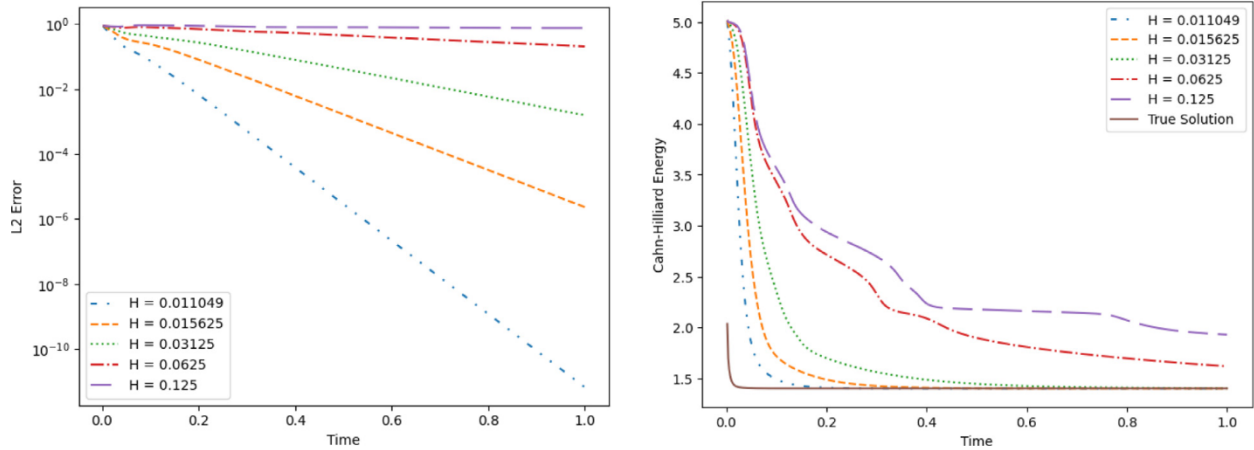 10⁰
10⁻²
10⁻⁴
10⁻⁶
10⁻⁸
10⁻¹⁰
L2 Error
H = 0.011049
H = 0.015625
H = 0.03125
H = 0.0625
H = 0.125
0.0 0.2 0.4 0.6 0.8 1.0
Time
5.0
4.5
4.0
3.5
3.0
2.5
2.0
1.5
Cahn-Hilliard Energy
H = 0.011049
H = 0.015625
H = 0.03125
H = 0.0625
H = 0.125
True Solution
0.0 0.2 0.4 0.6 0.8 1.0
Time